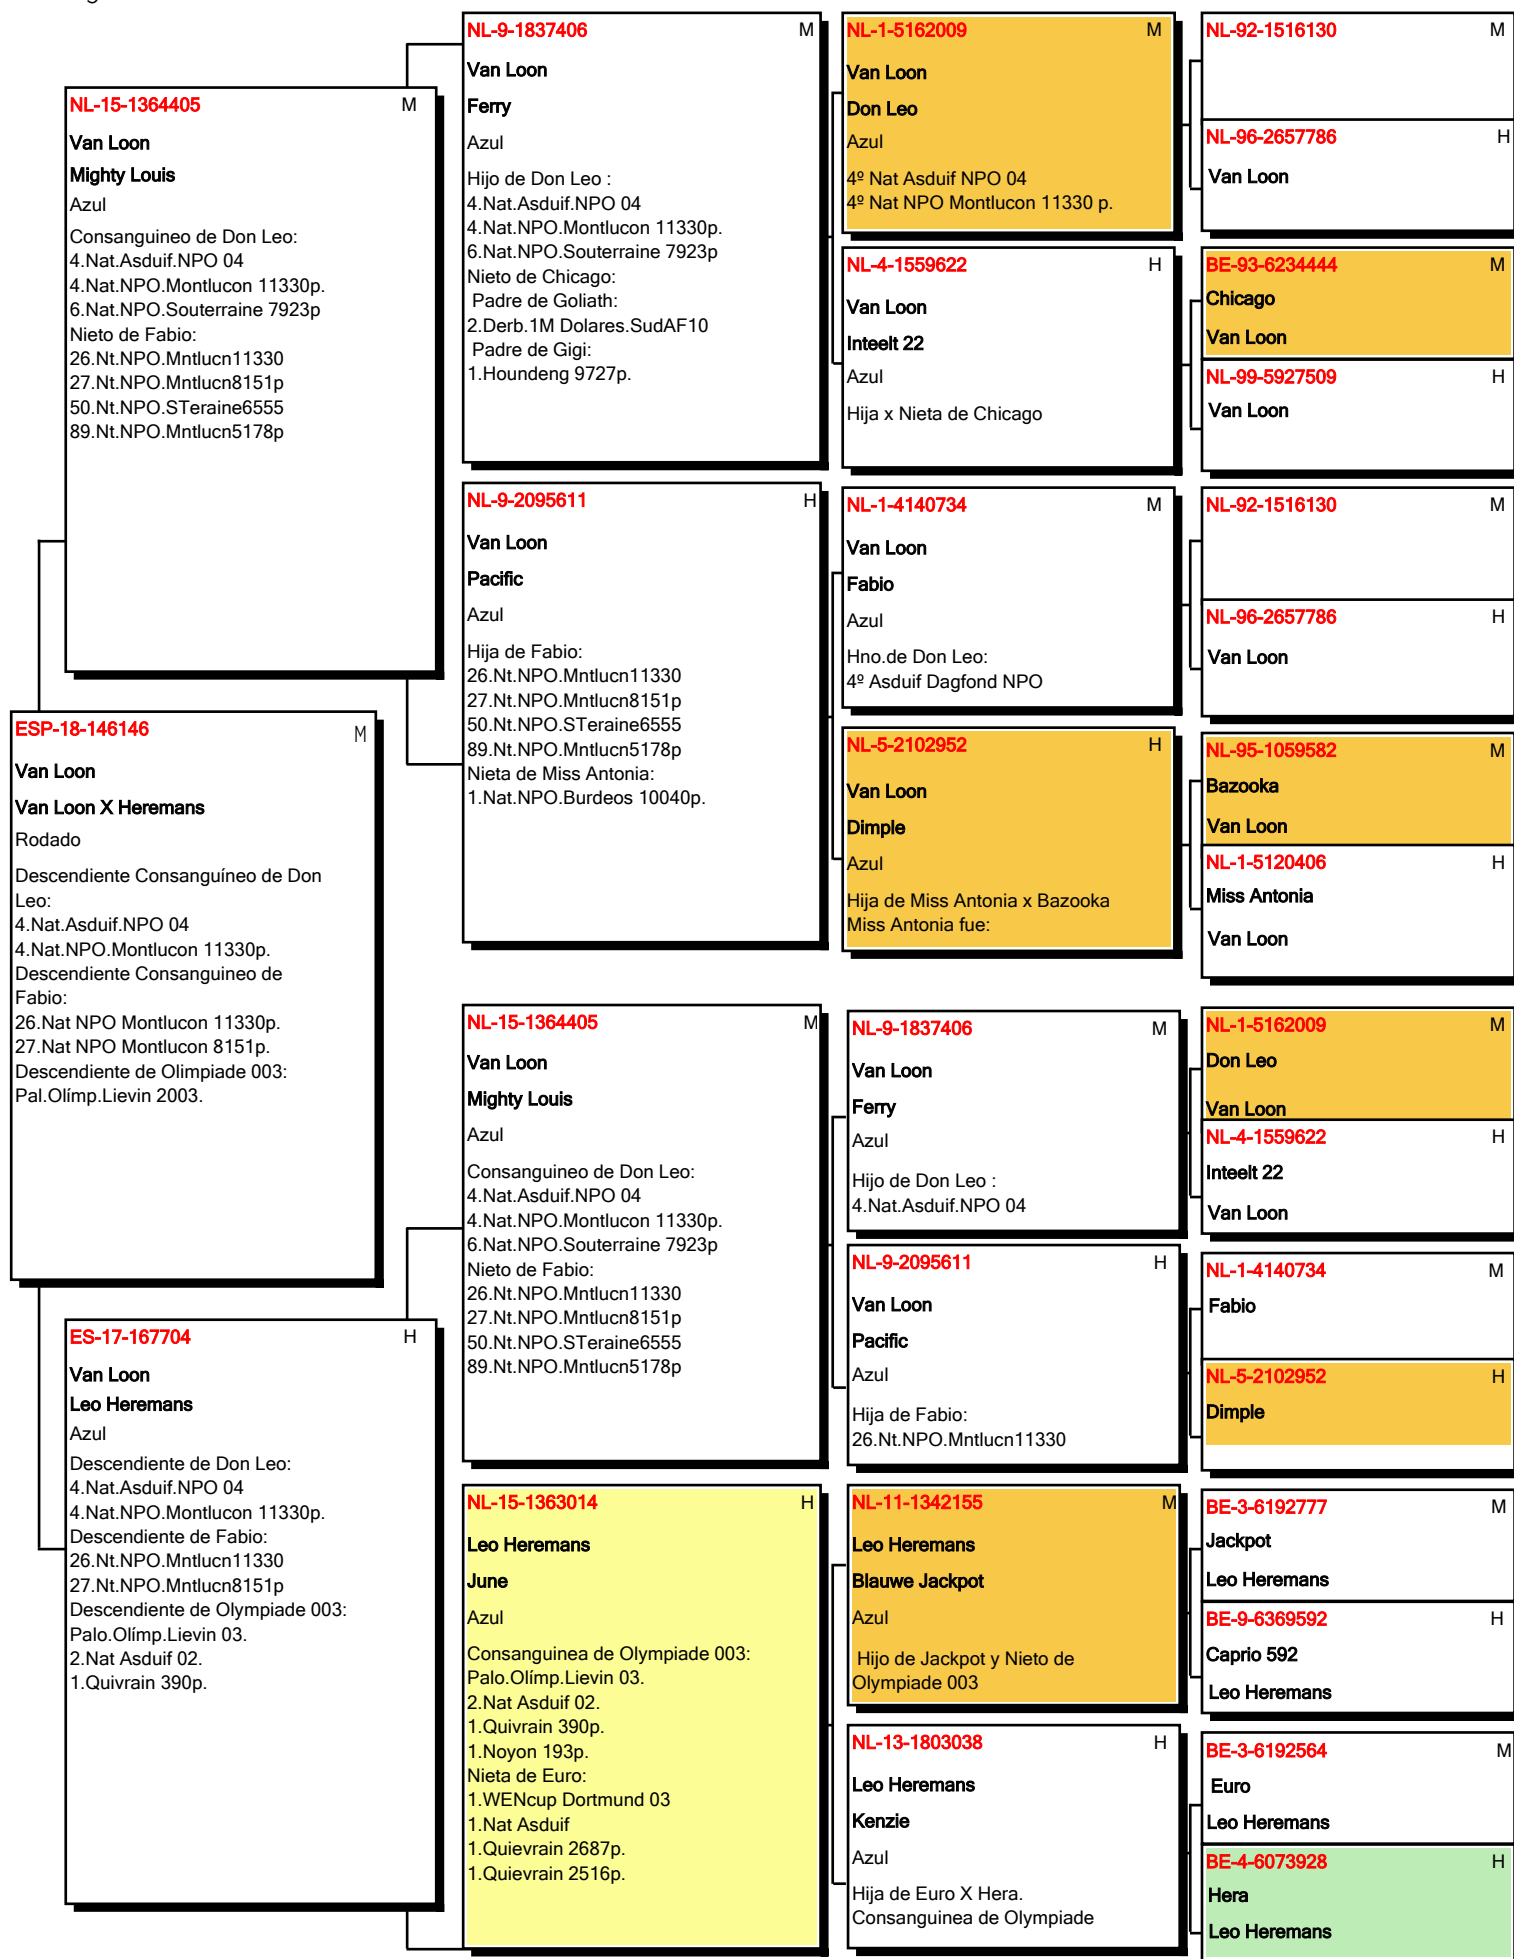 NL-9-1837406 M
Van Loon
Ferry
Azul
Hijo de Don Leo :
4.Nat.Asduif.NPO 04
4.Nat.NPO.Montlucon 11330p.
6.Nat.NPO.Souterraine 7923p
Nieto de Chicago:
Padre de Goliath:
2.Derb.1M Dolares.SudAF10
Padre de Gigi:
1.Houndeng 9727p.
NL-1-5162009 M
Van Loon
Don Leo
Azul
4º Nat Asduif NPO 04
4º Nat NPO Montlucon 11330 p.
NL-92-1516130 M
NL-96-2657786 H
Van Loon
NL-15-1364405 M
Van Loon
Mighty Louis
Azul
Consanguineo de Don Leo:
4.Nat.Asduif.NPO 04
4.Nat.NPO.Montlucon 11330p.
6.Nat.NPO.Souterraine 7923p
Nieto de Fabio:
26.Nt.NPO.Mntlucn11330
27.Nt.NPO.Mntlucn8151p
50.Nt.NPO.STeraine6555
89.Nt.NPO.Mntlucn5178p
NL-4-1559622 H
Van Loon
Inteelt 22
Azul
Hija x Nieta de Chicago
BE-93-6234444 M
Chicago
Van Loon
NL-99-5927509 H
Van Loon
NL-9-2095611 H
Van Loon
Pacific
Azul
Hija de Fabio:
26.Nt.NPO.Mntlucn11330
27.Nt.NPO.Mntlucn8151p
50.Nt.NPO.STeraine6555
89.Nt.NPO.Mntlucn5178p
Nieta de Miss Antonia:
1.Nat.NPO.Burdeos 10040p.
NL-1-4140734 M
Van Loon
Fabio
Azul
Hno.de Don Leo:
4º Asduif Dagfond NPO
NL-92-1516130 M
NL-96-2657786 H
Van Loon
NL-5-2102952 H
Van Loon
Dimple
Azul
Hija de Miss Antonia x Bazooka
Miss Antonia fue:
NL-95-1059582 M
Bazooka
Van Loon
NL-1-5120406 H
Miss Antonia
Van Loon
ESP-18-146146 M
Van Loon
Van Loon X Heremans
Rodado
Descendiente Consanguíneo de Don
Leo:
4.Nat.Asduif.NPO 04
4.Nat.NPO.Montlucon 11330p.
Descendiente Consanguineo de
Fabio:
26.Nat NPO Montlucon 11330p.
27.Nat NPO Montlucon 8151p.
Descendiente de Olimpiade 003:
Pal.Olímp.Lievin 2003.
NL-15-1364405 M
Van Loon
Mighty Louis
Azul
Consanguineo de Don Leo:
4.Nat.Asduif.NPO 04
4.Nat.NPO.Montlucon 11330p.
6.Nat.NPO.Souterraine 7923p
Nieto de Fabio:
26.Nt.NPO.Mntlucn11330
27.Nt.NPO.Mntlucn8151p
50.Nt.NPO.STeraine6555
89.Nt.NPO.Mntlucn5178p
NL-9-1837406 M
Van Loon
Ferry
Azul
Hijo de Don Leo :
4.Nat.Asduif.NPO 04
NL-1-5162009 M
Don Leo
Van Loon
NL-4-1559622 H
Inteelt 22
Van Loon
NL-9-2095611 H
Van Loon
Pacific
Azul
Hija de Fabio:
26.Nt.NPO.Mntlucn11330
NL-1-4140734 M
Fabio
NL-5-2102952 H
Dimple
ES-17-167704 H
Van Loon
Leo Heremans
Azul
Descendiente de Don Leo:
4.Nat.Asduif.NPO 04
4.Nat.NPO.Montlucon 11330p.
Descendiente de Fabio:
26.Nt.NPO.Mntlucn11330
27.Nt.NPO.Mntlucn8151p
Descendiente de Olympiade 003:
Palo.Olímp.Lievin 03.
2.Nat Asduif 02.
1.Quivrain 390p.
NL-15-1363014 H
Leo Heremans
June
Azul
Consanguinea de Olympiade 003:
Palo.Olímp.Lievin 03.
2.Nat Asduif 02.
1.Quivrain 390p.
1.Noyon 193p.
Nieta de Euro:
1.WENcup Dortmund 03
1.Nat Asduif
1.Quievrain 2687p.
1.Quievrain 2516p.
NL-11-1342155 M
Leo Heremans
Blauwe Jackpot
Azul
Hijo de Jackpot y Nieto de
Olympiade 003
BE-3-6192777 M
Jackpot
Leo Heremans
BE-9-6369592 H
Caprio 592
Leo Heremans
NL-13-1803038 H
Leo Heremans
Kenzie
Azul
Hija de Euro X Hera.
Consanguinea de Olympiade
BE-3-6192564 M
Euro
Leo Heremans
BE-4-6073928 H
Hera
Leo Heremans